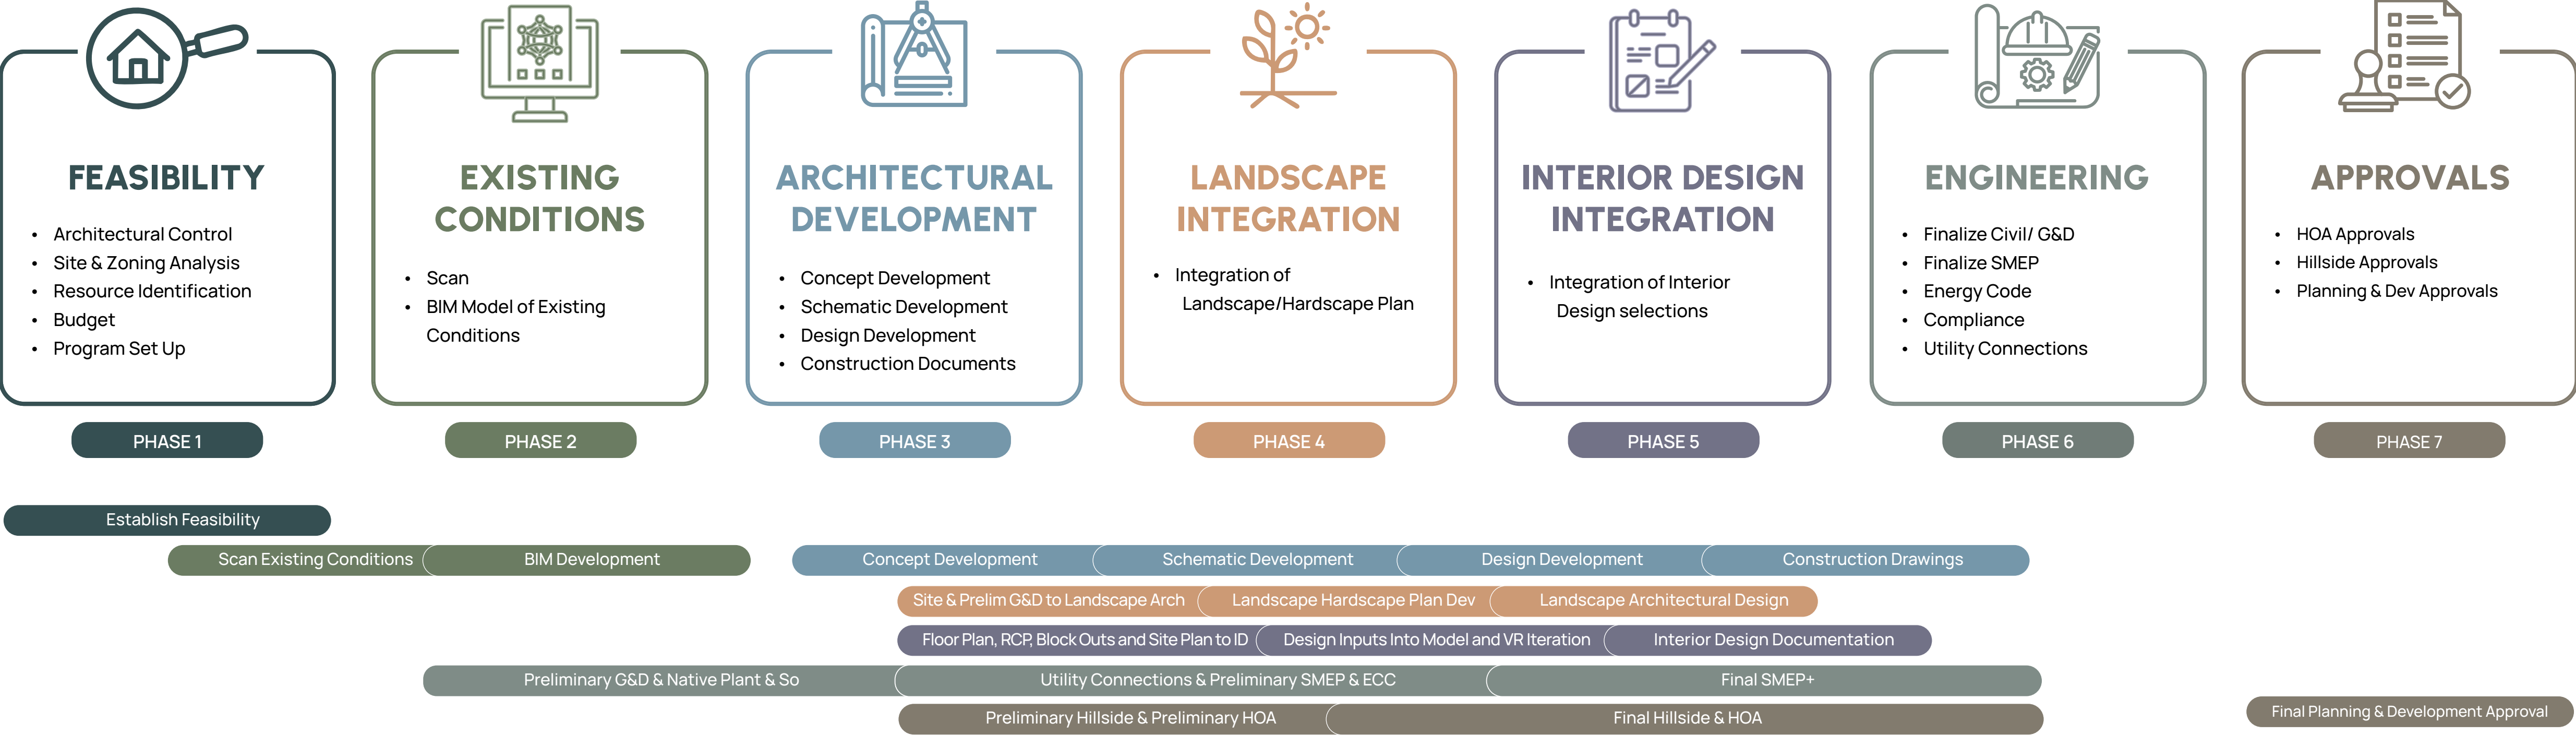 FEASIBILITY
• Architectural Control
• Site & Zoning Analysis
• Resource Identification
• Budget
• Program Set Up
PHASE 1
EXISTING
CONDITIONS
• Scan
• BIM Model of Existing
Conditions
PHASE 2
ARCHITECTURAL
DEVELOPMENT
• Concept Development
• Schematic Development
• Design Development
• Construction Documents
PHASE 3
LANDSCAPE
INTEGRATION
• Integration of
Landscape/Hardscape Plan
PHASE 4
INTERIOR DESIGN
INTEGRATION
• Integration of Interior
Design selections
PHASE 5
ENGINEERING
• Finalize Civil/ G&D
• Finalize SMEP
• Energy Code
• Compliance
• Utility Connections
PHASE 6
APPROVALS
• HOA Approvals
• Hillside Approvals
• Planning & Dev Approvals
PHASE 7
Establish Feasibility
Scan Existing Conditions
BIM Development
Concept Development
Schematic Development
Design Development
Construction Drawings
Site & Prelim G&D to Landscape Arch
Landscape Hardscape Plan Dev
Landscape Architectural Design
Floor Plan, RCP, Block Outs and Site Plan to ID
Design Inputs Into Model and VR Iteration
Interior Design Documentation
Preliminary G&D & Native Plant & So
Utility Connections & Preliminary SMEP & ECC
Final SMEP+
Preliminary Hillside & Preliminary HOA
Final Hillside & HOA
Final Planning & Development Approval